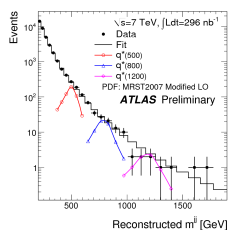 √s=7 TeV, ∫Ldt=296 nb⁻¹
Data
Fit
q*(500)
q*(800)
q*(1200)
PDF: MRST2007 Modified LO
ATLAS Preliminary
Events
10⁴
10³
10²
10
1
500 1000 1500
Reconstructed mʲʲ [GeV]